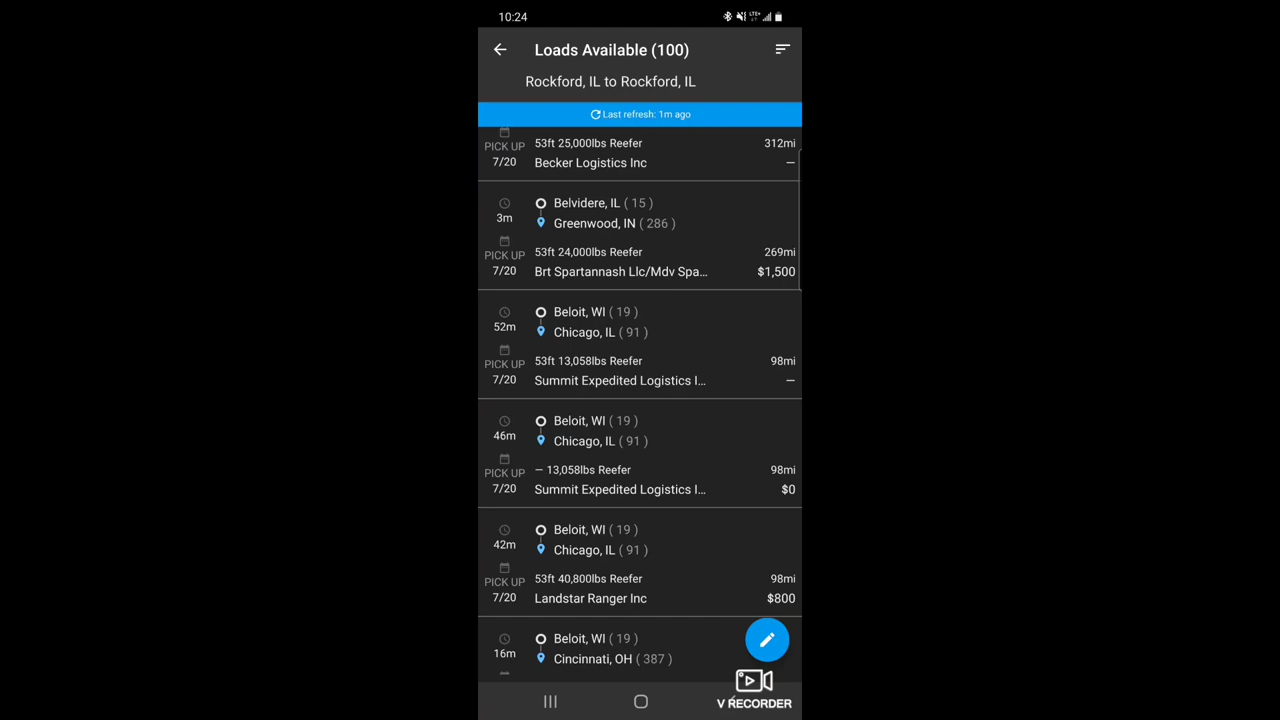 10:24
LTE+
Loads Available (100)
Rockford, IL to Rockford, IL
Last refresh: 1m ago
PICK UP
7/20
53ft 25,000lbs Reefer
312mi
Becker Logistics Inc
—
3m
Belvidere, IL ( 15 )
Greenwood, IN ( 286 )
PICK UP
7/20
53ft 24,000lbs Reefer
269mi
Brt Spartannash Llc/Mdv Spa...
$1,500
52m
Beloit, WI ( 19 )
Chicago, IL ( 91 )
PICK UP
7/20
53ft 13,058lbs Reefer
98mi
Summit Expedited Logistics I...
—
46m
Beloit, WI ( 19 )
Chicago, IL ( 91 )
PICK UP
7/20
— 13,058lbs Reefer
98mi
Summit Expedited Logistics I...
$0
42m
Beloit, WI ( 19 )
Chicago, IL ( 91 )
PICK UP
7/20
53ft 40,800lbs Reefer
98mi
Landstar Ranger Inc
$800
16m
Beloit, WI ( 19 )
Cincinnati, OH ( 387 )
V RECORDER